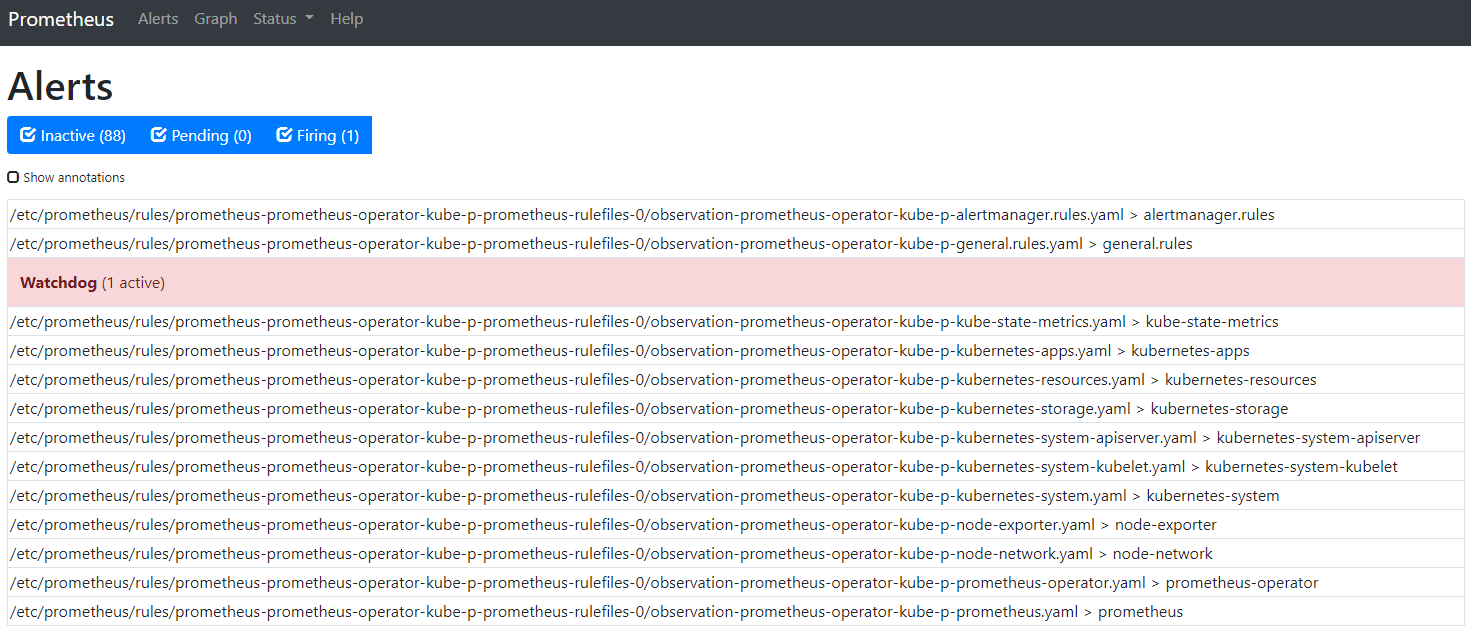 Prometheus Alerts Graph Status Help
Alerts
Inactive (88) Pending (0) Firing (1)
Show annotations
/etc/prometheus/rules/prometheus-prometheus-operator-kube-p-prometheus-rulefiles-0/observation-prometheus-operator-kube-p-alertmanager.rules.yaml > alertmanager.rules
/etc/prometheus/rules/prometheus-prometheus-operator-kube-p-prometheus-rulefiles-0/observation-prometheus-operator-kube-p-general.rules.yaml > general.rules
Watchdog (1 active)
/etc/prometheus/rules/prometheus-prometheus-operator-kube-p-prometheus-rulefiles-0/observation-prometheus-operator-kube-p-kube-state-metrics.yaml > kube-state-metrics
/etc/prometheus/rules/prometheus-prometheus-operator-kube-p-prometheus-rulefiles-0/observation-prometheus-operator-kube-p-kubernetes-apps.yaml > kubernetes-apps
/etc/prometheus/rules/prometheus-prometheus-operator-kube-p-prometheus-rulefiles-0/observation-prometheus-operator-kube-p-kubernetes-resources.yaml > kubernetes-resources
/etc/prometheus/rules/prometheus-prometheus-operator-kube-p-prometheus-rulefiles-0/observation-prometheus-operator-kube-p-kubernetes-storage.yaml > kubernetes-storage
/etc/prometheus/rules/prometheus-prometheus-operator-kube-p-prometheus-rulefiles-0/observation-prometheus-operator-kube-p-kubernetes-system-apiserver.yaml > kubernetes-system-apiserver
/etc/prometheus/rules/prometheus-prometheus-operator-kube-p-prometheus-rulefiles-0/observation-prometheus-operator-kube-p-kubernetes-system-kubelet.yaml > kubernetes-system-kubelet
/etc/prometheus/rules/prometheus-prometheus-operator-kube-p-prometheus-rulefiles-0/observation-prometheus-operator-kube-p-kubernetes-system.yaml > kubernetes-system
/etc/prometheus/rules/prometheus-prometheus-operator-kube-p-prometheus-rulefiles-0/observation-prometheus-operator-kube-p-node-exporter.yaml > node-exporter
/etc/prometheus/rules/prometheus-prometheus-operator-kube-p-prometheus-rulefiles-0/observation-prometheus-operator-kube-p-node-network.yaml > node-network
/etc/prometheus/rules/prometheus-prometheus-operator-kube-p-prometheus-rulefiles-0/observation-prometheus-operator-kube-p-prometheus-operator.yaml > prometheus-operator
/etc/prometheus/rules/prometheus-prometheus-operator-kube-p-prometheus-rulefiles-0/observation-prometheus-operator-kube-p-prometheus.yaml > prometheus